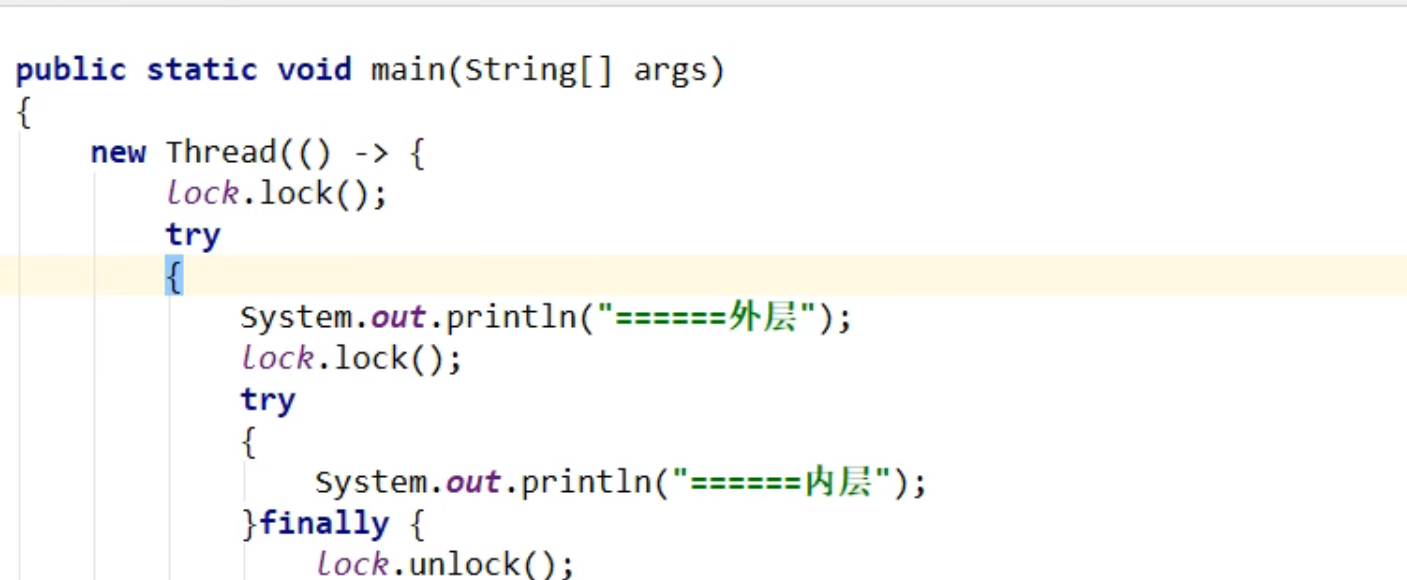 public static void main(String[] args)
{
new Thread(() -> {
lock.lock();
try
{
System.out.println("======外层");
lock.lock();
try
{
System.out.println("======内层");
}finally {
lock.unlock();